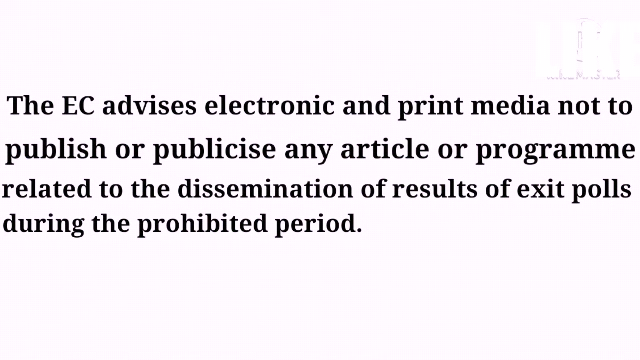 The EC advises electronic and print media not to
publish or publicise any article or programme
related to the dissemination of results of exit polls
during the prohibited period.